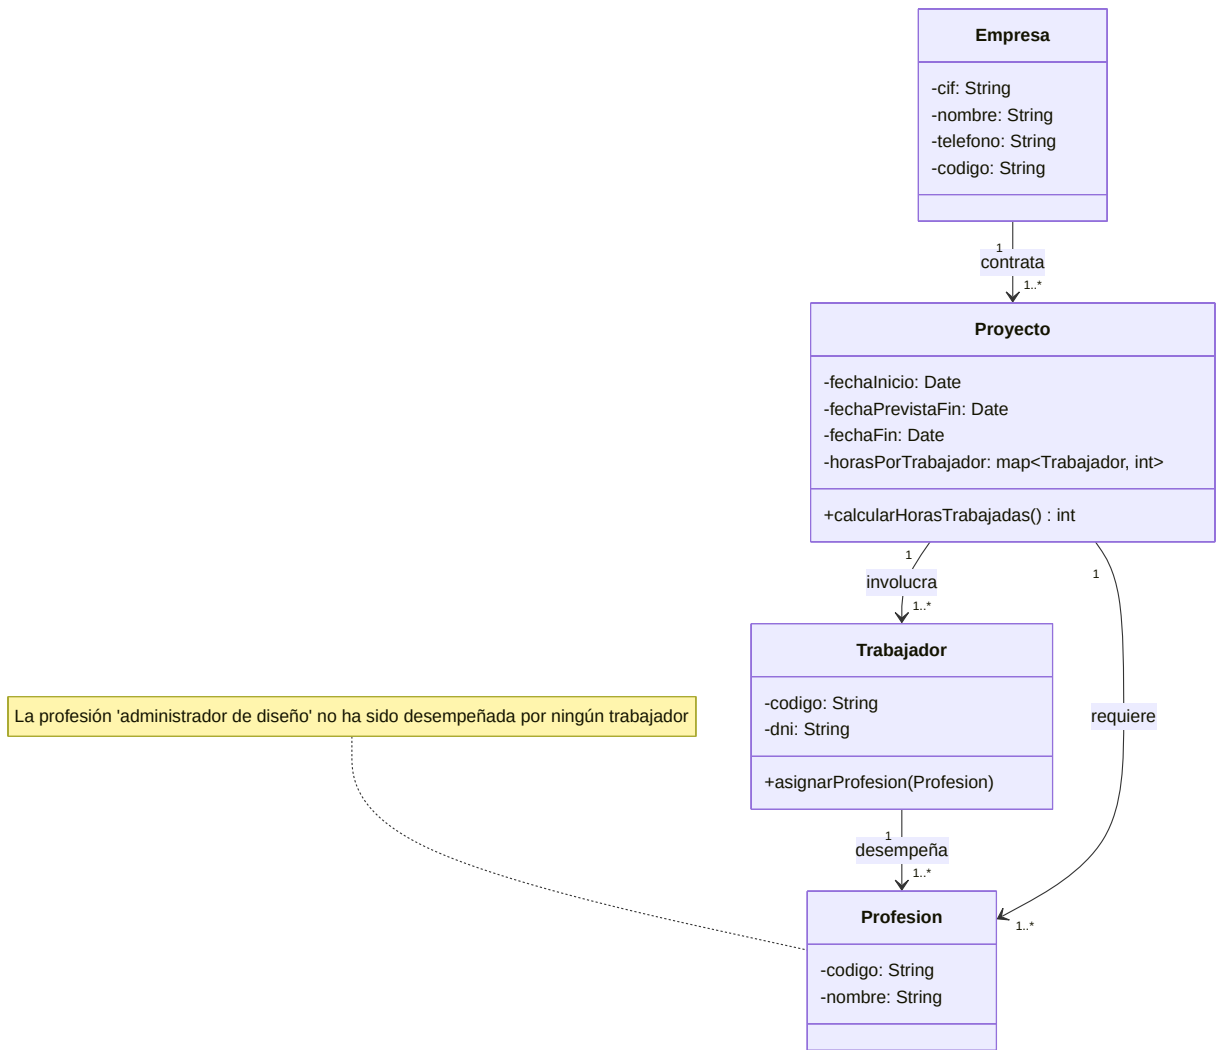 Empresa
-cif: String
-nombre: String
-telefono: String
-codigo: String
1
contrata
1..*
Proyecto
-fechaInicio: Date
-fechaPrevistaFin: Date
-fechaFin: Date
-horasPorTrabajador: map<Trabajador, int>
+calcularHorasTrabajadas() : int
1
involucra
1..*
1
requiere
1..*
Trabajador
-codigo: String
-dni: String
+asignarProfesion(Profesion)
La profesión 'administrador de diseño' no ha sido desempeñada por ningún trabajador
1
desempeña
1..*
Profesion
-codigo: String
-nombre: String